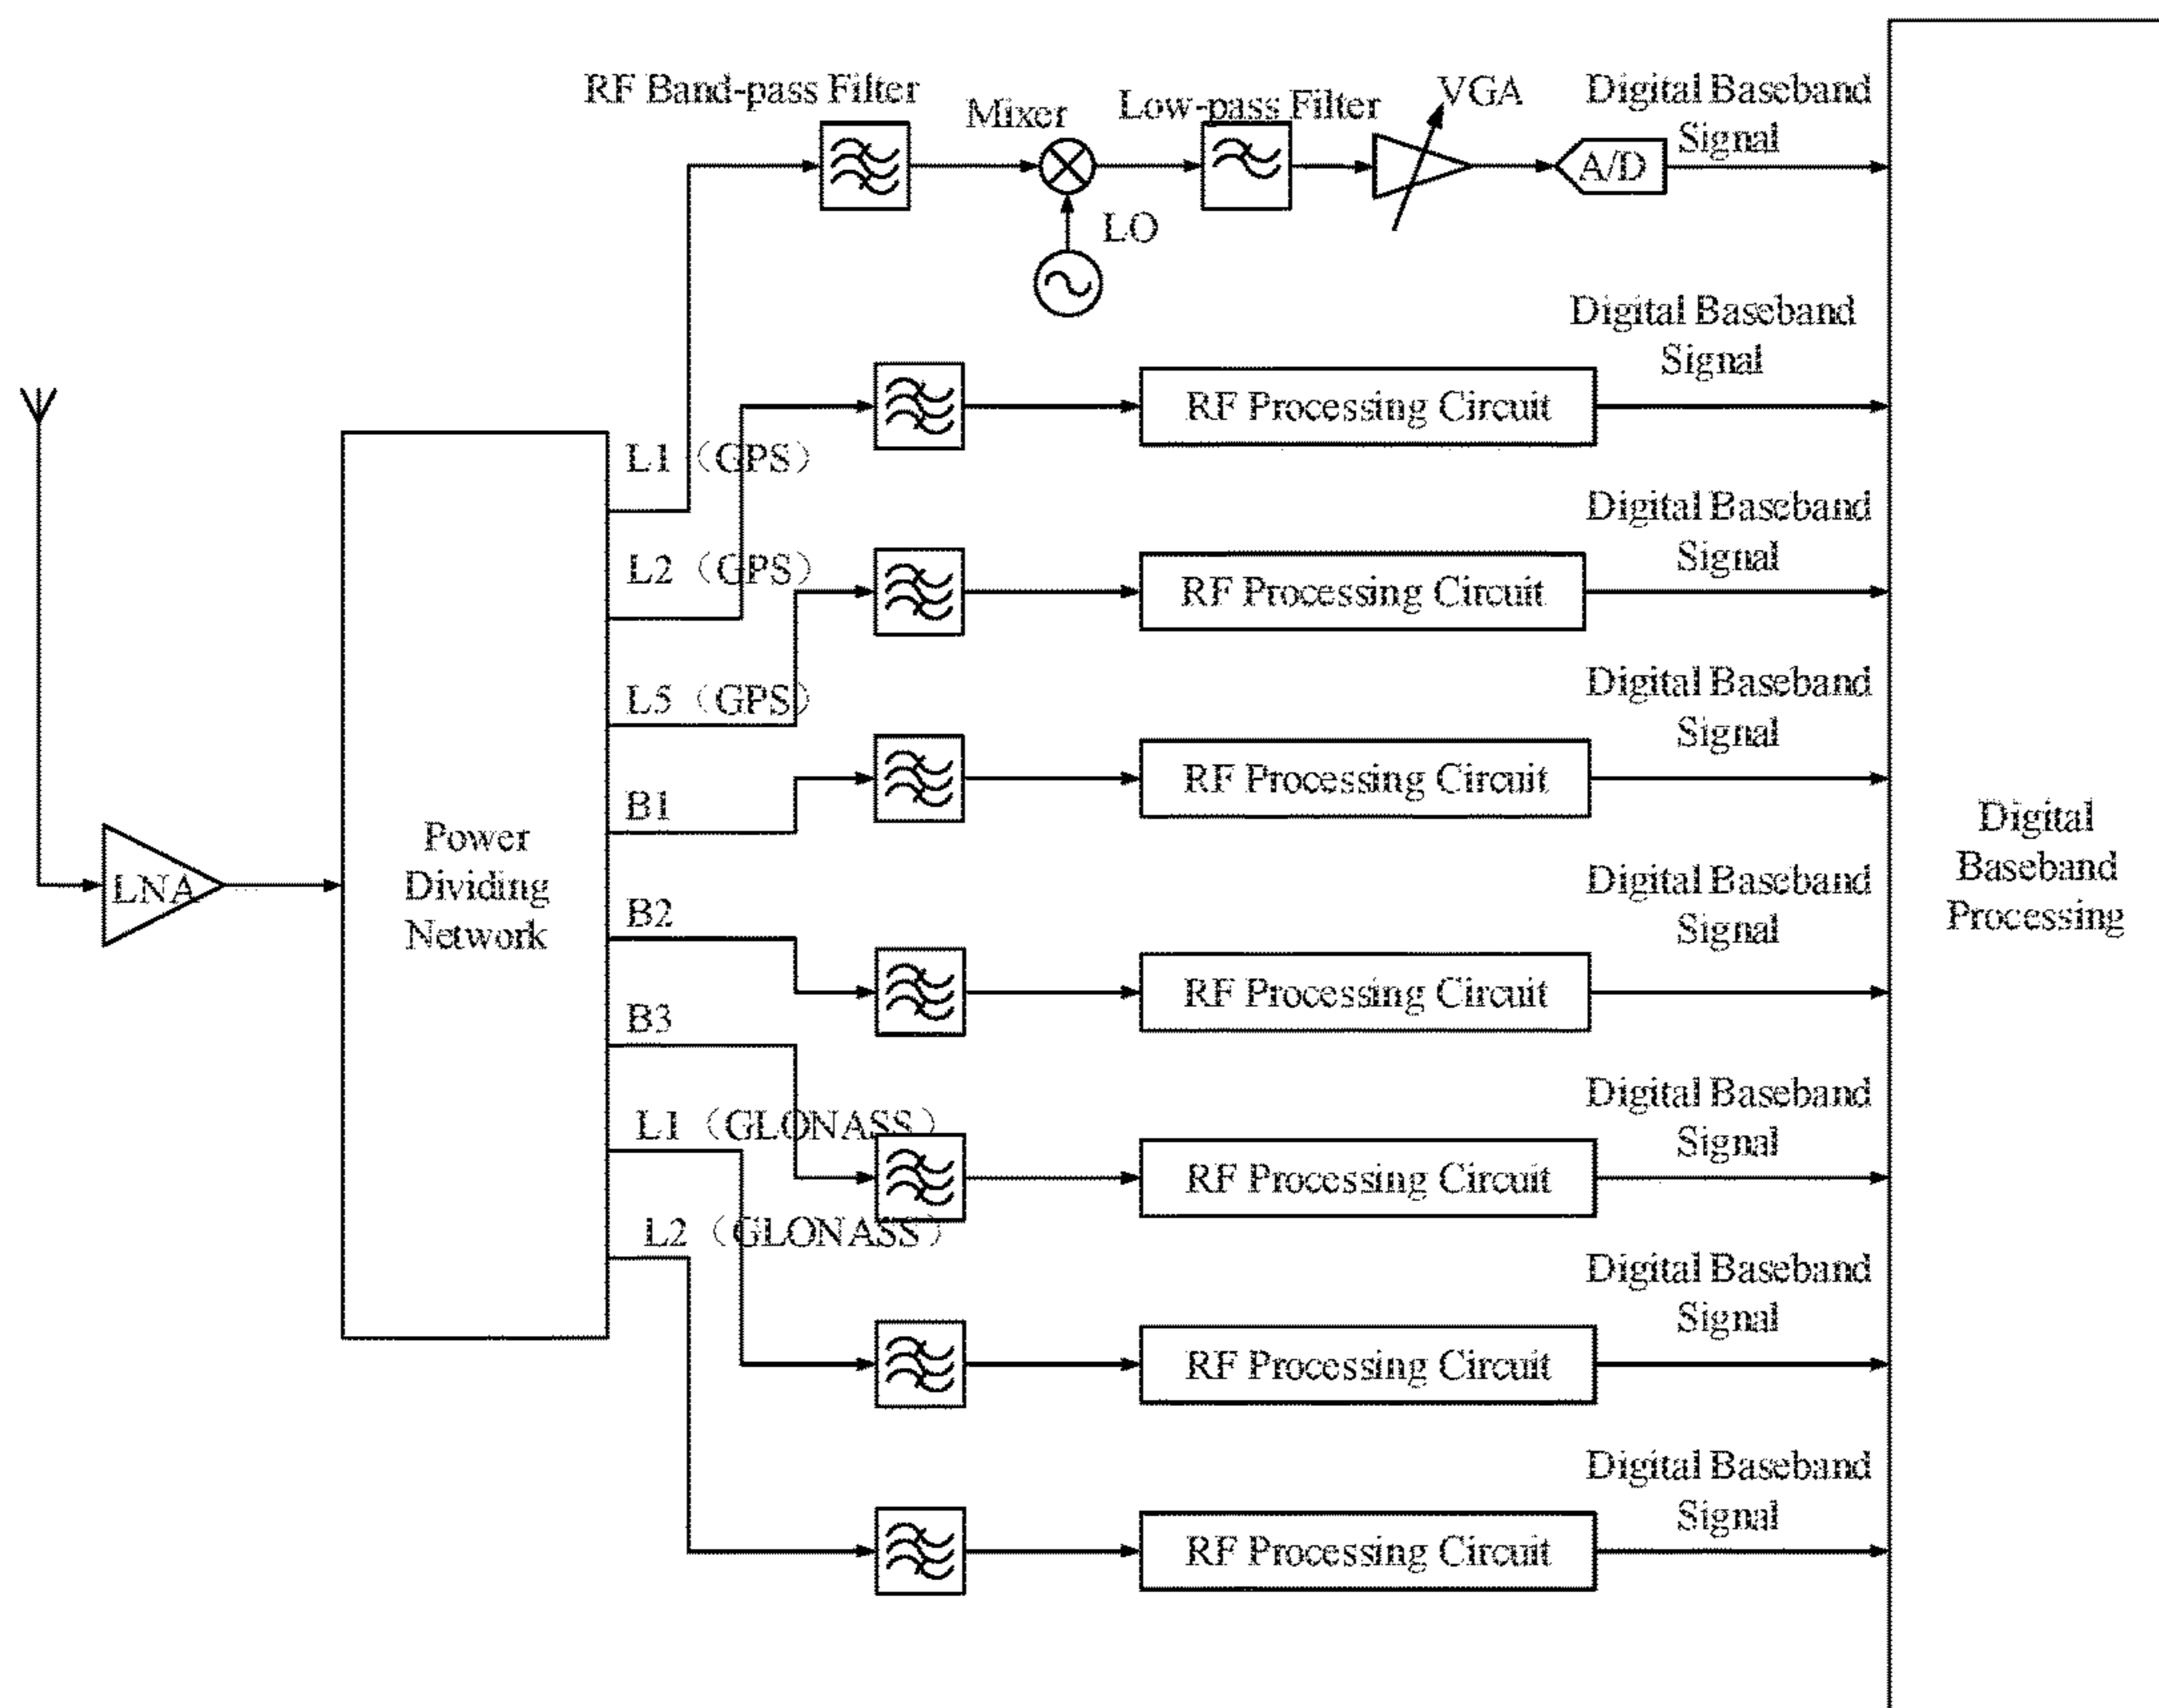 RF Band-pass Filter
Mixer
Low-pass Filter
VGA
Digital Baseband
Signal
A/D
LO
Digital Baseband
Signal
RF Processing Circuit
L1（GPS）
Digital Baseband
Signal
L2（GPS）
RF Processing Circuit
L5（GPS）
Digital Baseband
Signal
RF Processing Circuit
B1
Power
Dividing
Network
LNA
Digital
Baseband
Processing
Digital Baseband
Signal
B2
RF Processing Circuit
B3
Digital Baseband
Signal
L1（GLONASS）
RF Processing Circuit
L2（GLONASS）
Digital Baseband
Signal
RF Processing Circuit
Digital Baseband
Signal
RF Processing Circuit